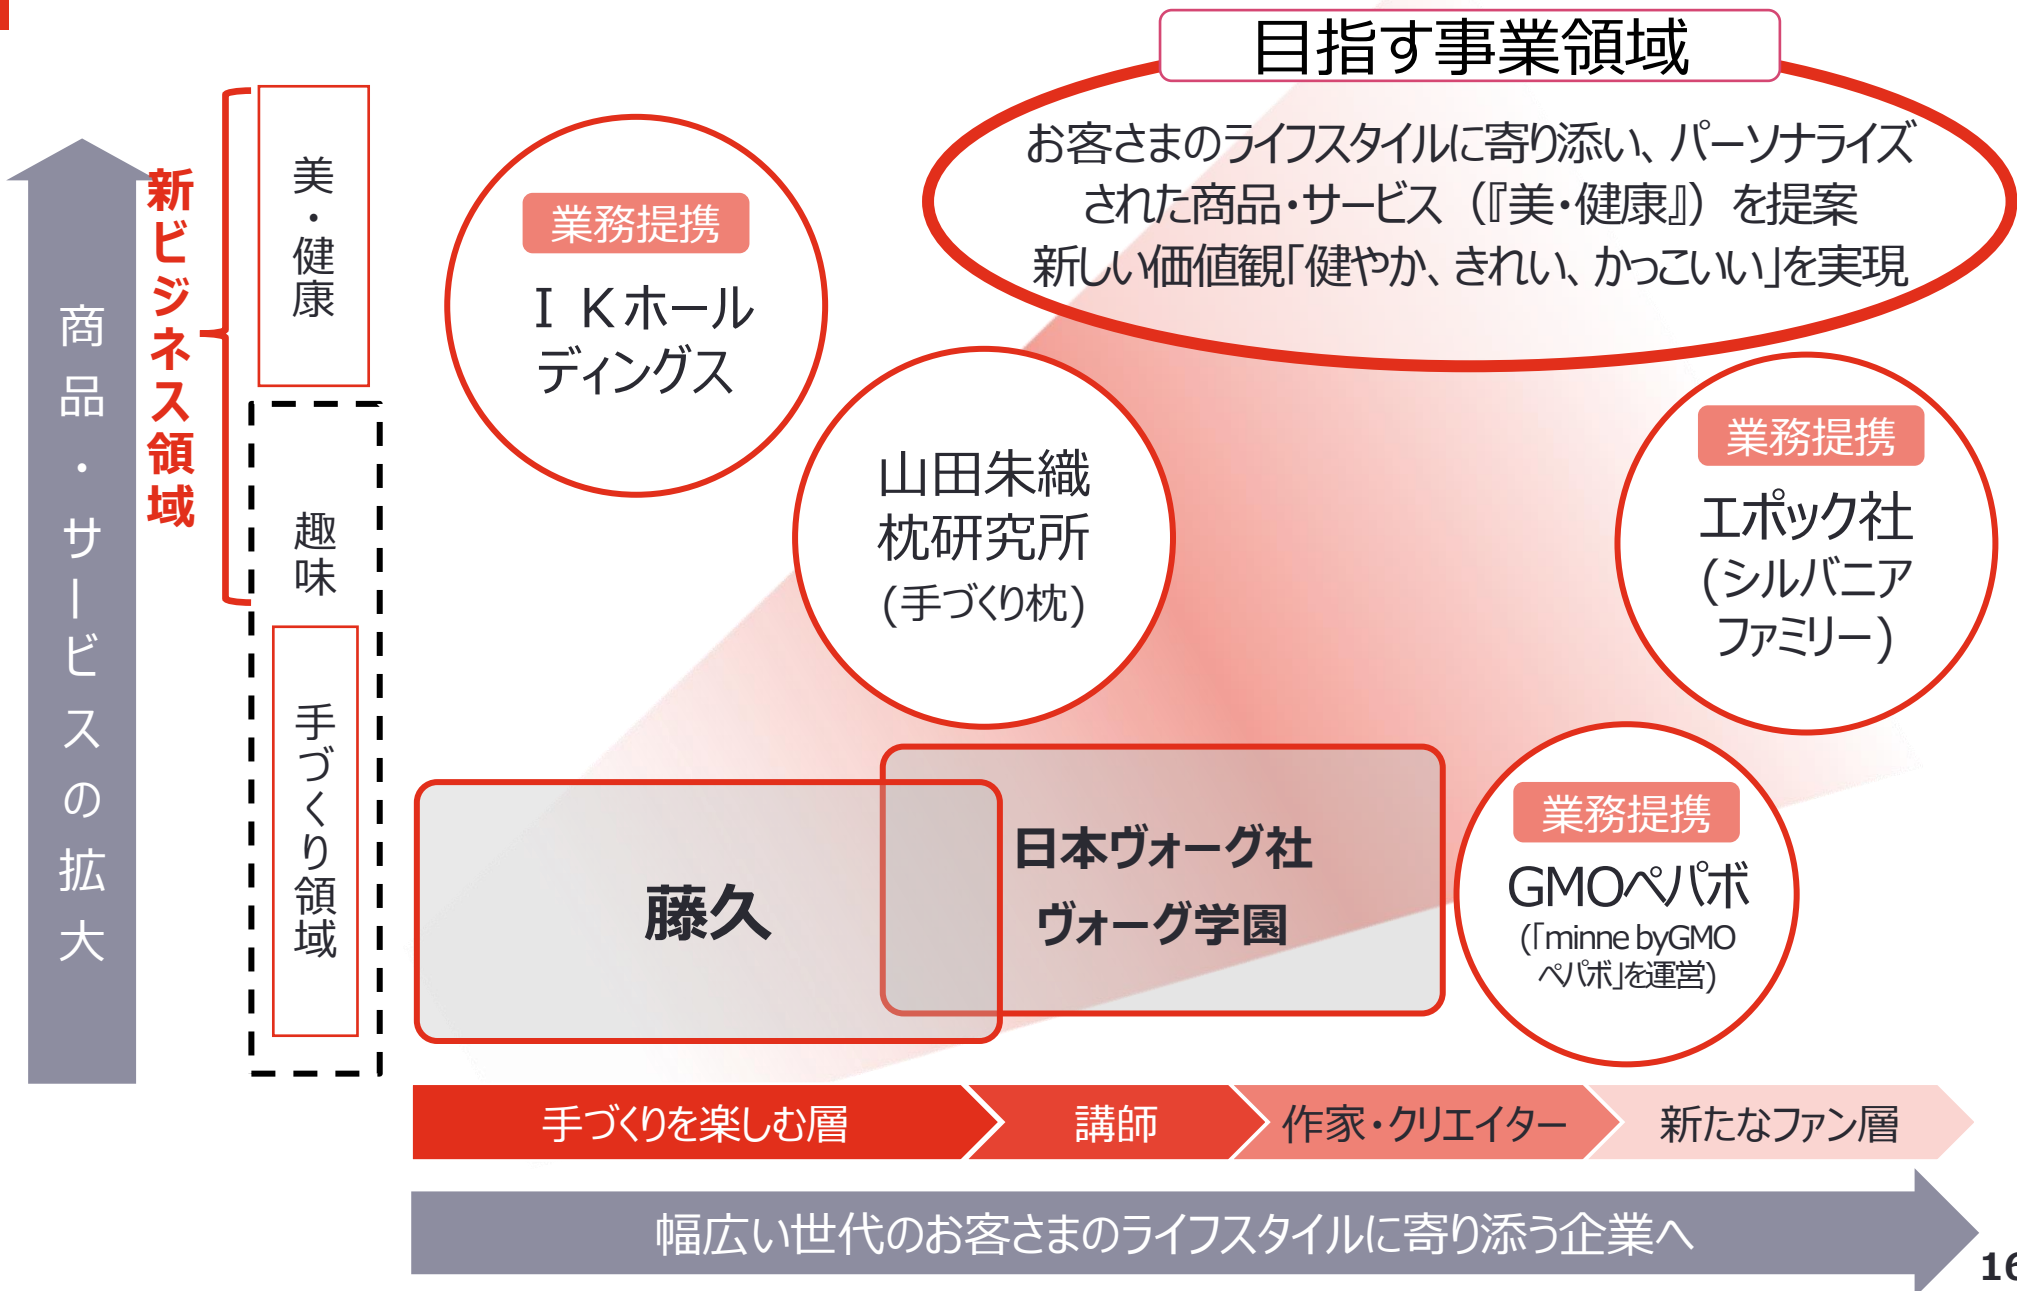 目指す事業領域
お客さまのライフスタイルに寄り添い、パーソナライズ
された商品・サービス（『美・健康』）を提案
新しい価値観「健やか、きれい、かっこいい」を実現
商品・サービスの拡大
新ビジネス領域
美・健康
趣味
手づくり領域
業務提携
ＩＫホール
ディングス
山田朱織
枕研究所
(手づくり枕)
業務提携
エポック社
(シルバニア
ファミリー)
藤久
日本ヴォーグ社
ヴォーグ学園
業務提携
GMOペパボ
(「minne byGMO
ペパボ」を運営)
手づくりを楽しむ層
講師
作家・クリエイター
新たなファン層
幅広い世代のお客さまのライフスタイルに寄り添う企業へ
16